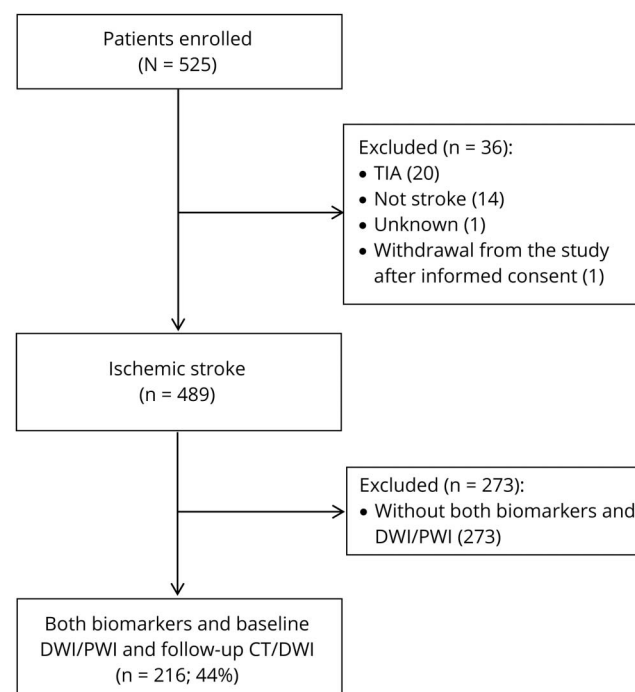 Patients enrolled
(N = 525)
Excluded (n = 36):
• TIA (20)
• Not stroke (14)
• Unknown (1)
• Withdrawal from the study
after informed consent (1)
Ischemic stroke
(n = 489)
Excluded (n = 273):
• Without both biomarkers and
DWI/PWI (273)
Both biomarkers and baseline
DWI/PWI and follow-up CT/DWI
(n = 216; 44%)